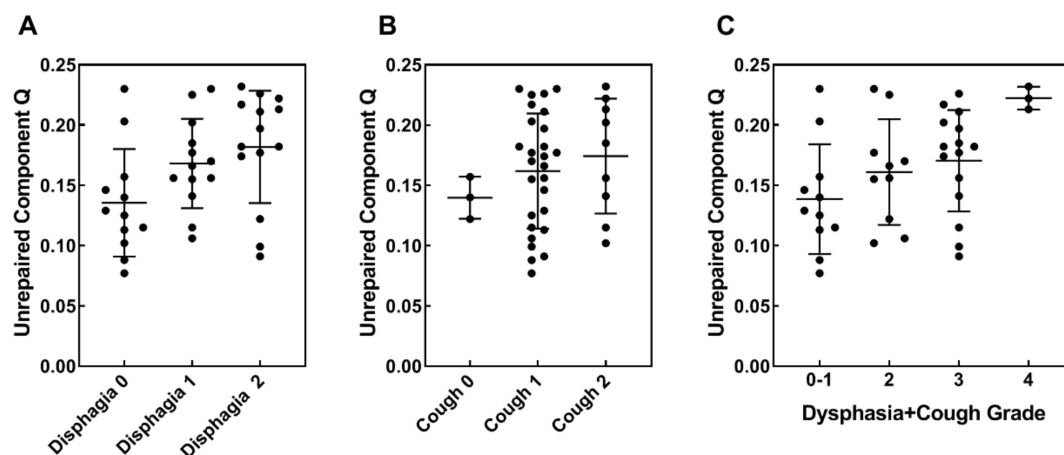 A
Unrepaired Component Q
0.25
0.20
0.15
0.10
0.05
0.00
Disphagia 0
Disphagia 1
Disphagia 2
B
Unrepaired Component Q
0.25
0.20
0.15
0.10
0.05
0.00
Cough 0
Cough 1
Cough 2
C
Unrepaired Component Q
0.25
0.20
0.15
0.10
0.05
0.00
0-1 2 3 4
Dysphasia+Cough Grade